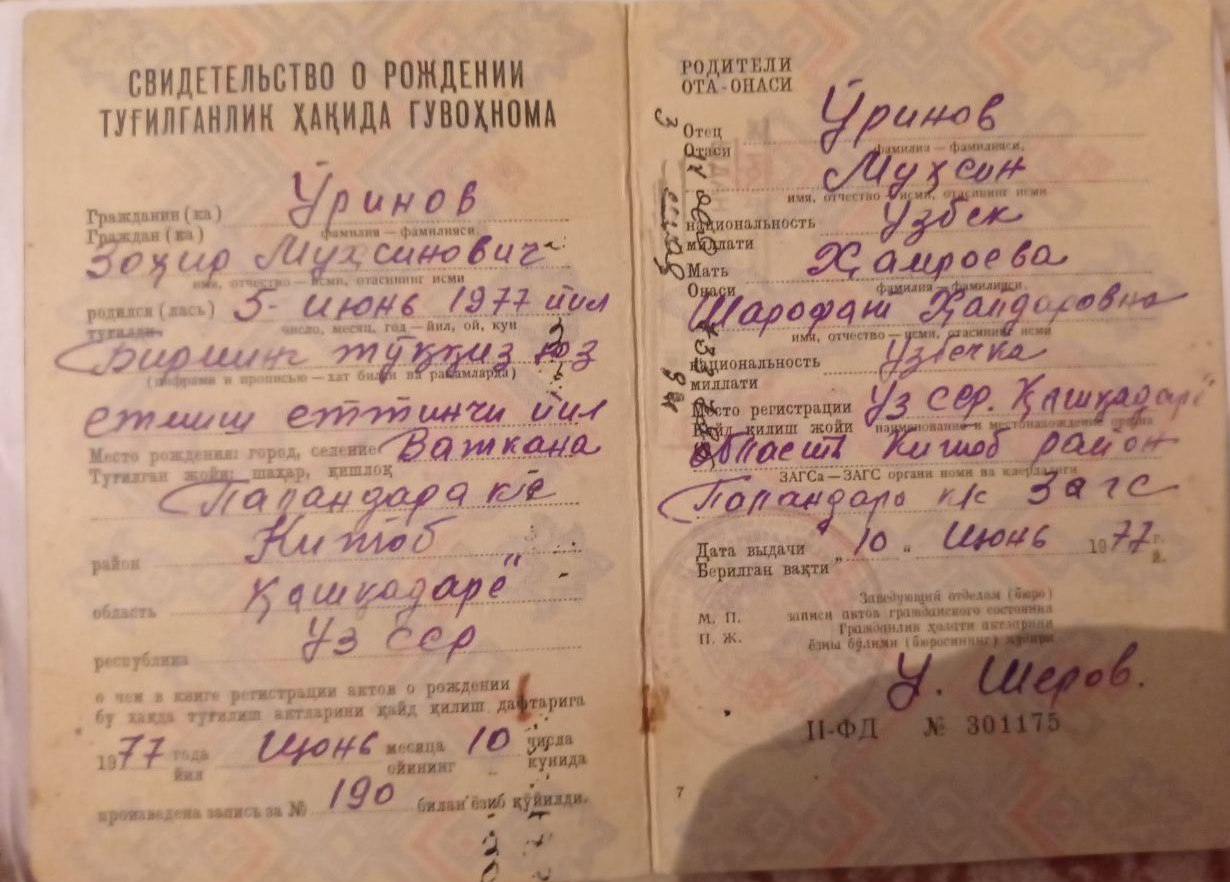 СВИДЕТЕЛЬСТВО О РОЖДЕНИИ
ТУҒИЛГАНЛИК ҲАҚИДА ГУВОҲНОМА
Гражданин (ка) Ўринов
Граждан (ка) фамилия — фамилияси,
Зоҳир Муҳсинович
имя, отчество — исми, отасининг исми
родился (лась) 5 - Июнь 1977 йил
туғилди число, месяц, год — йил, ой, кун
Бирминг тўққиз юз
(цифрами и прописью — хат билан ва рақамларда)
етмиш еттинчи йил
Место рождения: город, селение Варкана
Туғилган жойи: шаҳар, қишлоқ
Папандара к/с
район Китоб
область Қашқадарё
республика Уз ССР
о чем в книге регистрации актов о рождении
бу ҳақда туғилиш актларини қайд қилиш дафтарига
1977 года Июнь месяца 10 числа
йил ойининг кунида
произведена запись за № 190 билан ёзиб қўйилди.
РОДИТЕЛИ
ОТА-ОНАСИ
Отец Ўринов
Отаси фамилия — фамилияси,
Муҳсин
имя, отчество — исми, отасининг исми
национальность Узбек
миллати
Мать Ҳамроева
Онаси фамилия — фамилияси,
Шарофат Ҳайдаровна
имя, отчество — исми, отасининг исми
национальность Узбечка
миллати
Место регистрации Уз ССР. Қашқадарё
Қайд қилиш жойи наименование и местонахождение органа
область Китоб район
ЗАГСа — ЗАГС органи номи ва
Папандара к/с Загс
Дата выдачи „10“ Июнь 1977 г.
Берилган вақти й.
Заведующий отделом (бюро)
М. П. записи актов гражданского состояния
П. Ж. Гражданлик ҳолати актларини
ёзиш бўлими (бюросининг) мудири
У. Шеров.
II-ФД № 301175
7